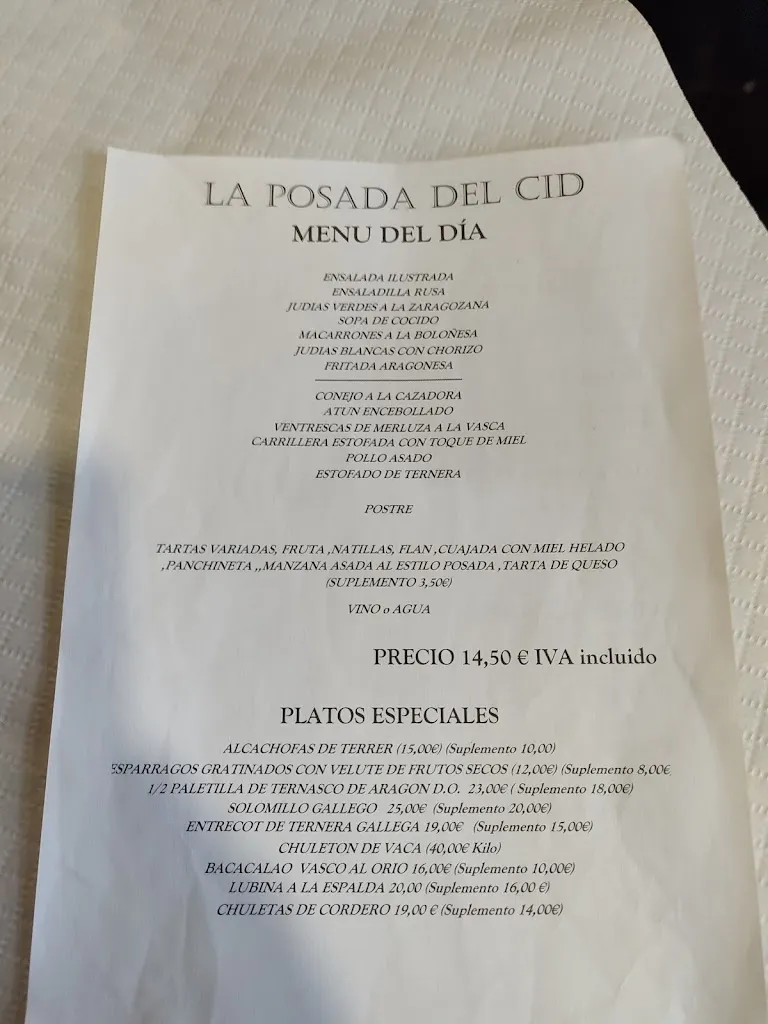 LA POSADA DEL CID
MENU DEL DÍA
ENSALADA ILUSTRADA
ENSALADILLA RUSA
JUDIAS VERDES A LA ZARAGOZANA
SOPA DE COCIDO
MACARRONES A LA BOLOÑESA
JUDIAS BLANCAS CON CHORIZO
FRITADA ARAGONESA
CONEJO A LA CAZADORA
ATUN ENCEBOLLADO
VENTRESCAS DE MERLUZA A LA VASCA
CARRILLERA ESTOFADA CON TOQUE DE MIEL
POLLO ASADO
ESTOFADO DE TERNERA
POSTRE
TARTAS VARIADAS, FRUTA ,NATILLAS, FLAN ,CUAJADA CON MIEL HELADO
,PANCHINETA ,,MANZANA ASADA AL ESTILO POSADA ,TARTA DE QUESO
(SUPLEMENTO 3,50€)
VINO o AGUA
PRECIO 14,50 € IVA incluido
PLATOS ESPECIALES
ALCACHOFAS DE TERRER (15,00€) (Suplemento 10,00)
ESPARRAGOS GRATINADOS CON VELUTE DE FRUTOS SECOS (12,00€) (Suplemento 8,00€
1/2 PALETILLA DE TERNASCO DE ARAGON D.O. 23,00€ ( Suplemento 18,00€)
SOLOMILLO GALLEGO 25,00€ (Suplemento 20,00€)
ENTRECOT DE TERNERA GALLEGA 19,00€ (Suplemento 15,00€)
CHULETON DE VACA (40,00€ Kilo)
BACACALAO VASCO AL ORIO 16,00€ (Suplemento 10,00€)
LUBINA A LA ESPALDA 20,00 (Suplemento 16,00 €)
CHULETAS DE CORDERO 19,00 € (Suplemento 14,00€)